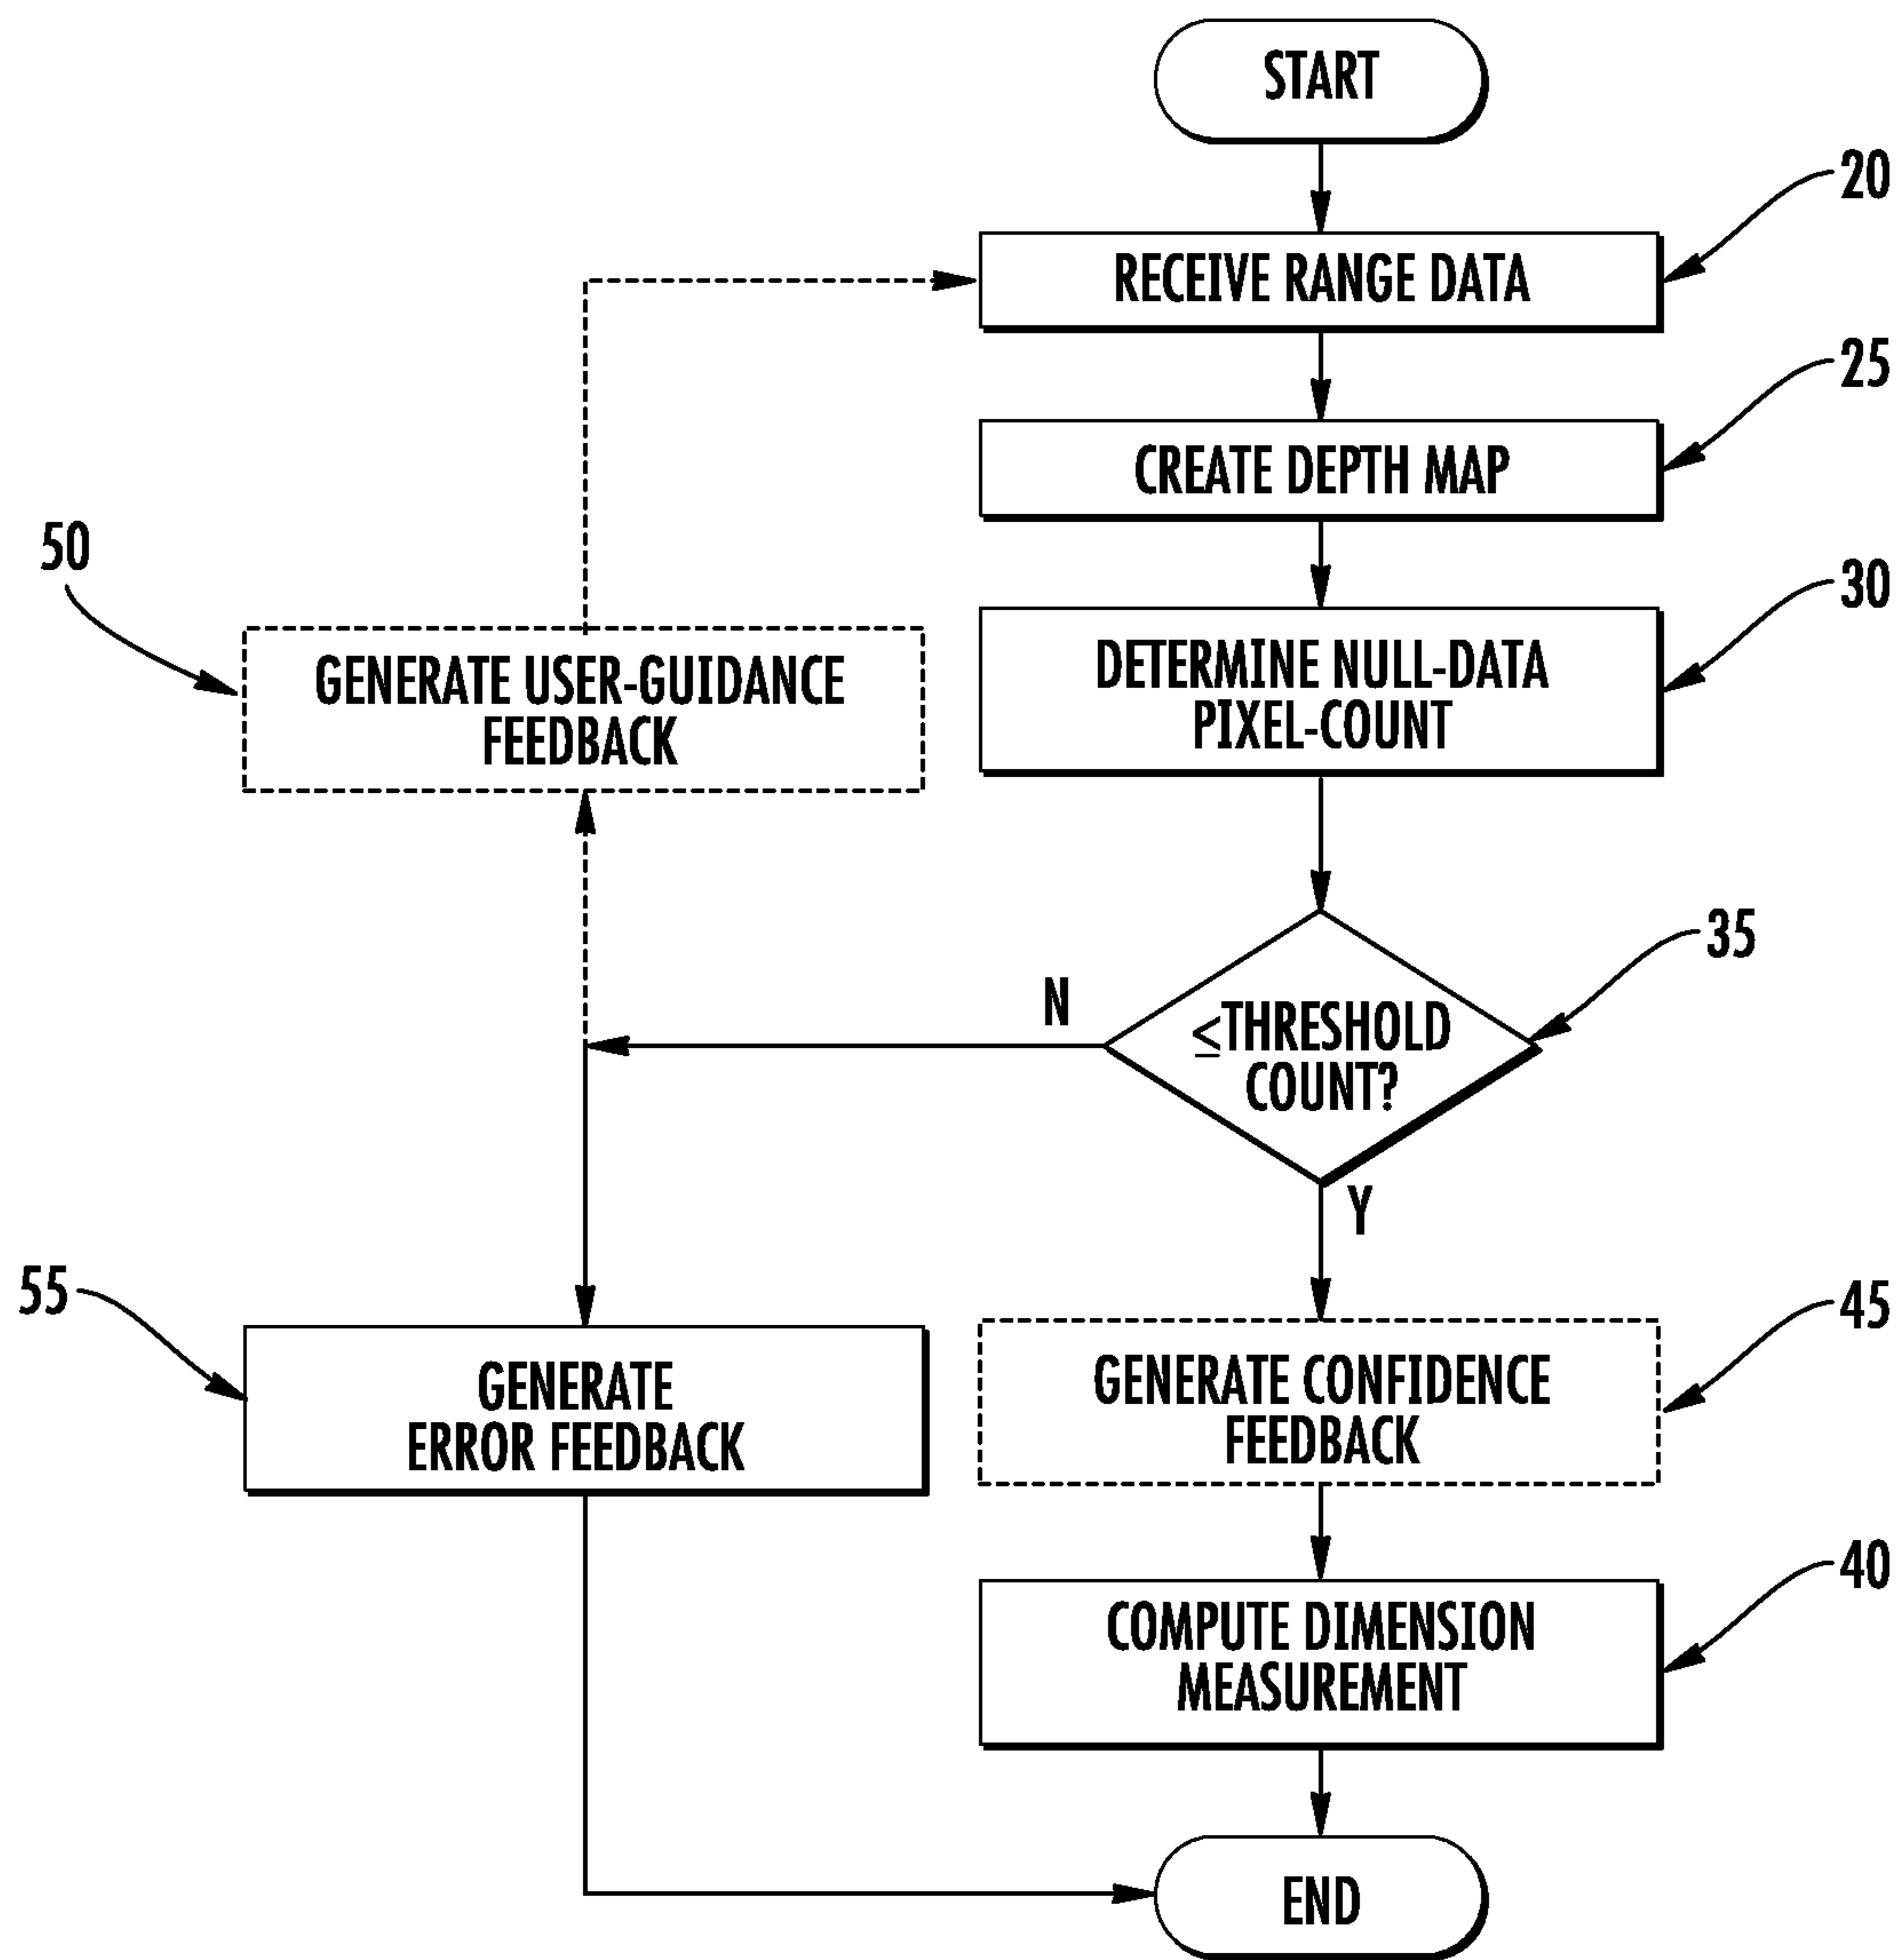 START
20
RECEIVE RANGE DATA
25
CREATE DEPTH MAP
50
30
GENERATE USER-GUIDANCE
FEEDBACK
DETERMINE NULL-DATA
PIXEL-COUNT
35
N
≤THRESHOLD
COUNT?
Y
55
45
GENERATE
ERROR FEEDBACK
GENERATE CONFIDENCE
FEEDBACK
40
COMPUTE DIMENSION
MEASUREMENT
END